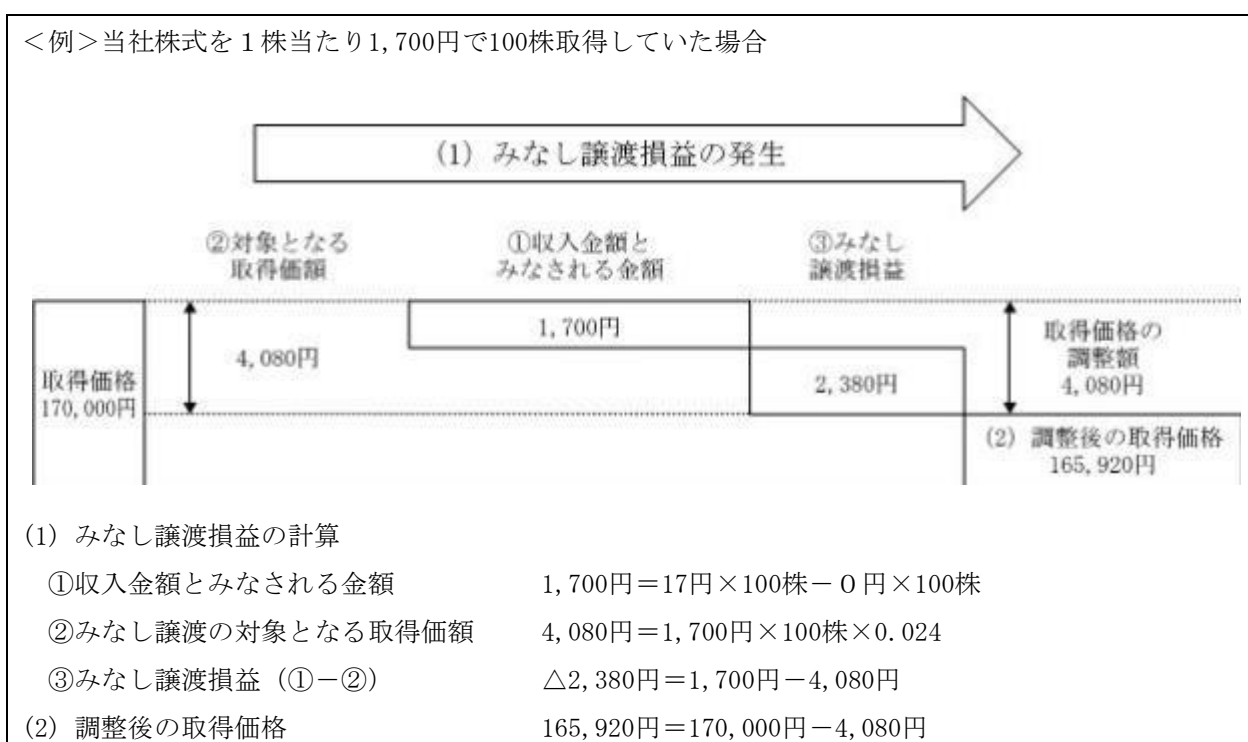 ＜例＞当社株式を１株当たり1,700円で100株取得していた場合
(1) みなし譲渡損益の発生
②対象となる
取得価額
①収入金額と
みなされる金額
③みなし
譲渡損益
取得価格
170,000円
4,080円
1,700円
2,380円
取得価格の
調整額
4,080円
(2) 調整後の取得価格
165,920円
(1) みなし譲渡損益の計算
①収入金額とみなされる金額 1,700円＝17円×100株－０円×100株
②みなし譲渡の対象となる取得価額 4,080円＝1,700円×100株×0.024
③みなし譲渡損益（①－②） △2,380円＝1,700円－4,080円
(2) 調整後の取得価格 165,920円＝170,000円－4,080円